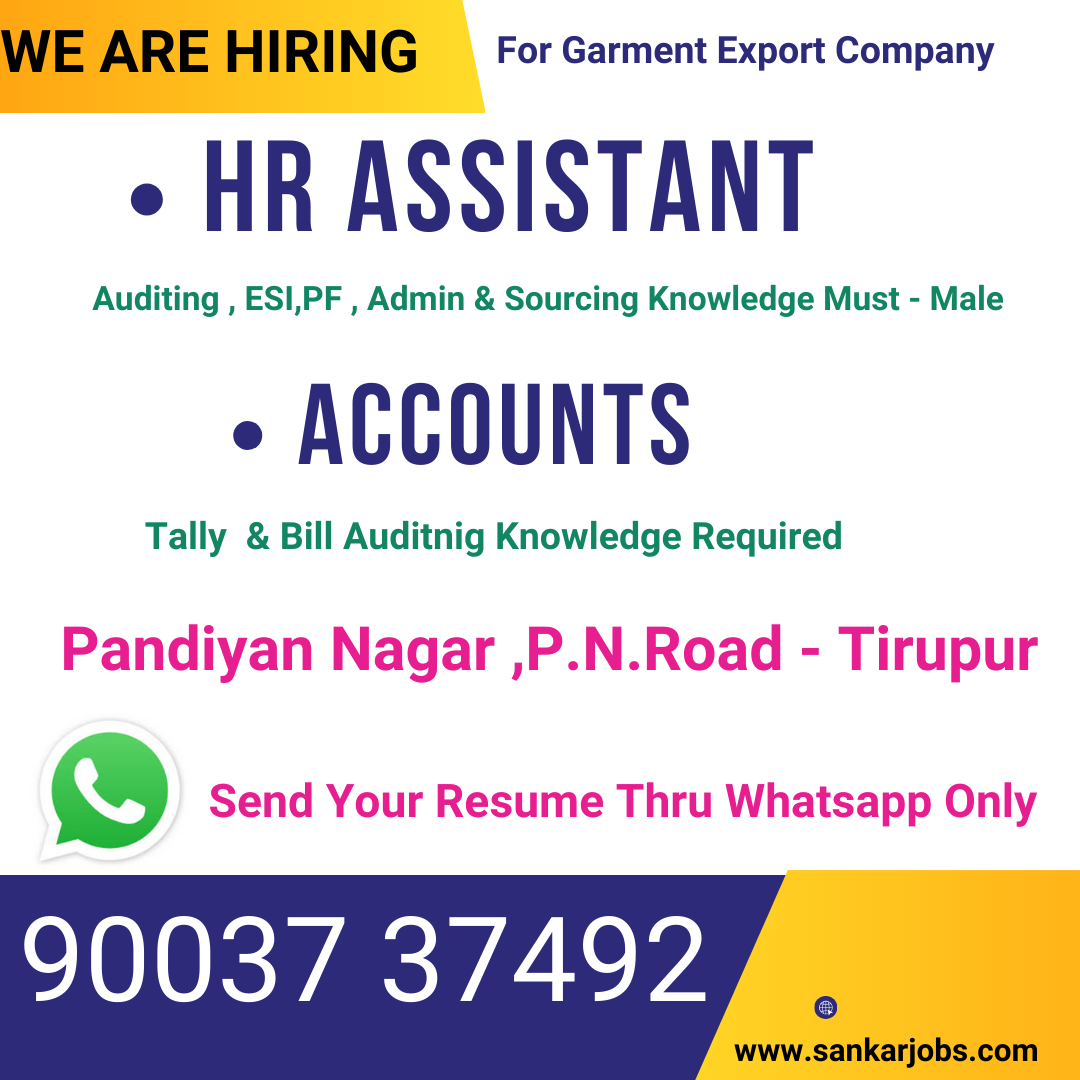 WE ARE HIRING
For Garment Export Company
• HR ASSISTANT
Auditing , ESI,PF , Admin & Sourcing Knowledge Must - Male
• ACCOUNTS
Tally & Bill Auditnig Knowledge Required
Pandiyan Nagar ,P.N.Road - Tirupur
Send Your Resume Thru Whatsapp Only
90037 37492
www.sankarjobs.com